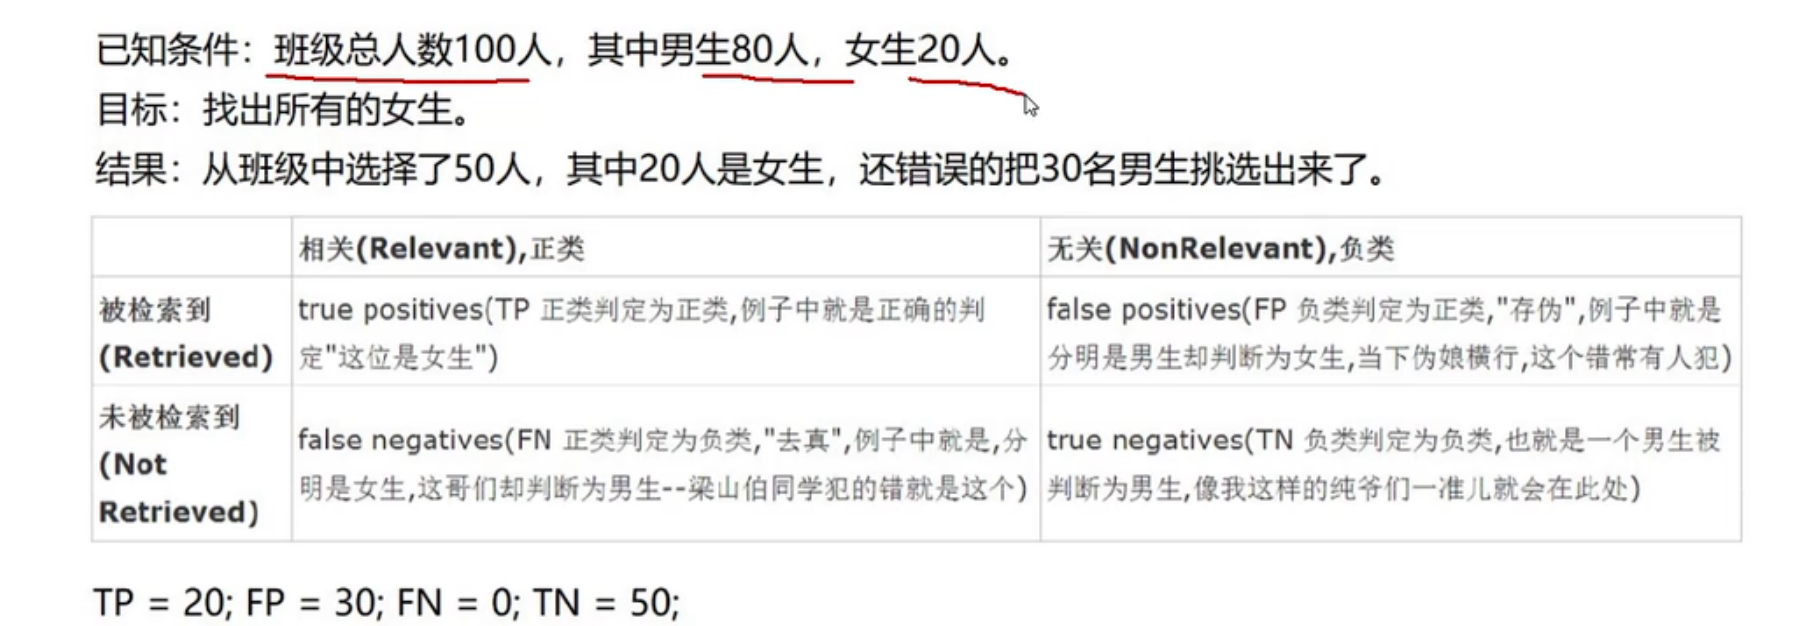 已知条件：班级总人数100人，其中男生80人，女生20人。
目标：找出所有的女生。
结果：从班级中选择了50人，其中20人是女生，还错误的把30名男生挑选出来了。
相关(Relevant),正类
无关(NonRelevant),负类
被检索到
(Retrieved)
true positives(TP 正类判定为正类,例子中就是正确的判
定"这位是女生")
false positives(FP 负类判定为正类,"存伪",例子中就是
分明是男生却判断为女生,当下伪娘横行,这个错常有人犯)
未被检索到
(Not
Retrieved)
false negatives(FN 正类判定为负类,"去真",例子中就是,分
明是女生,这哥们却判断为男生--梁山伯同学犯的错就是这个)
true negatives(TN 负类判定为负类,也就是一个男生被
判断为男生,像我这样的纯爷们一准儿就会在此处)
TP = 20; FP = 30; FN = 0; TN = 50;